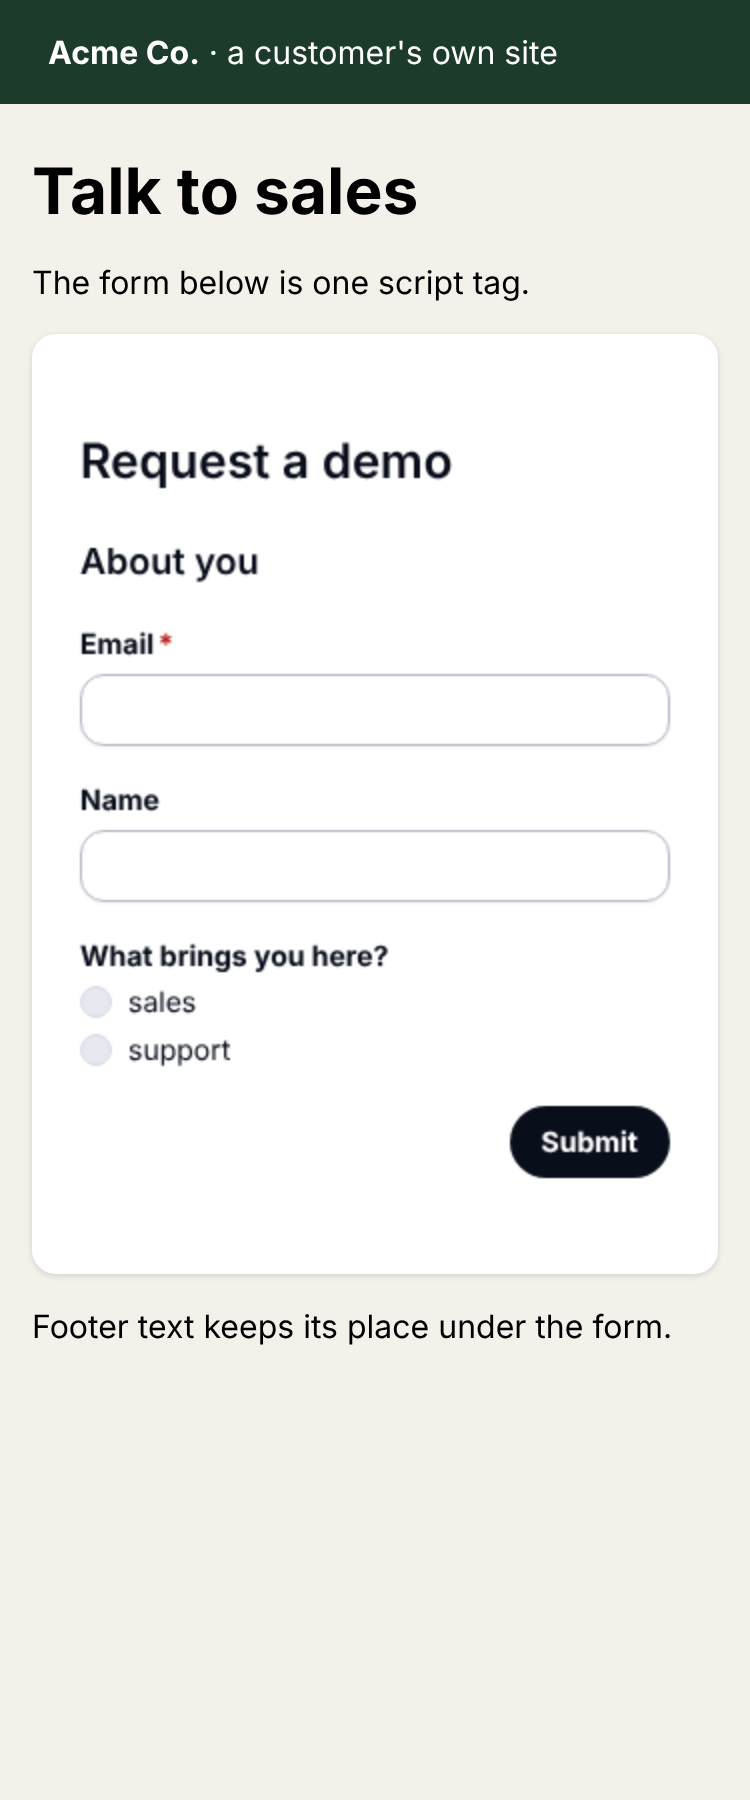 Acme Co. · a customer's own site
Talk to sales
The form below is one script tag.
Request a demo
About you
Email *
Name
What brings you here?
sales
support
Submit
Footer text keeps its place under the form.